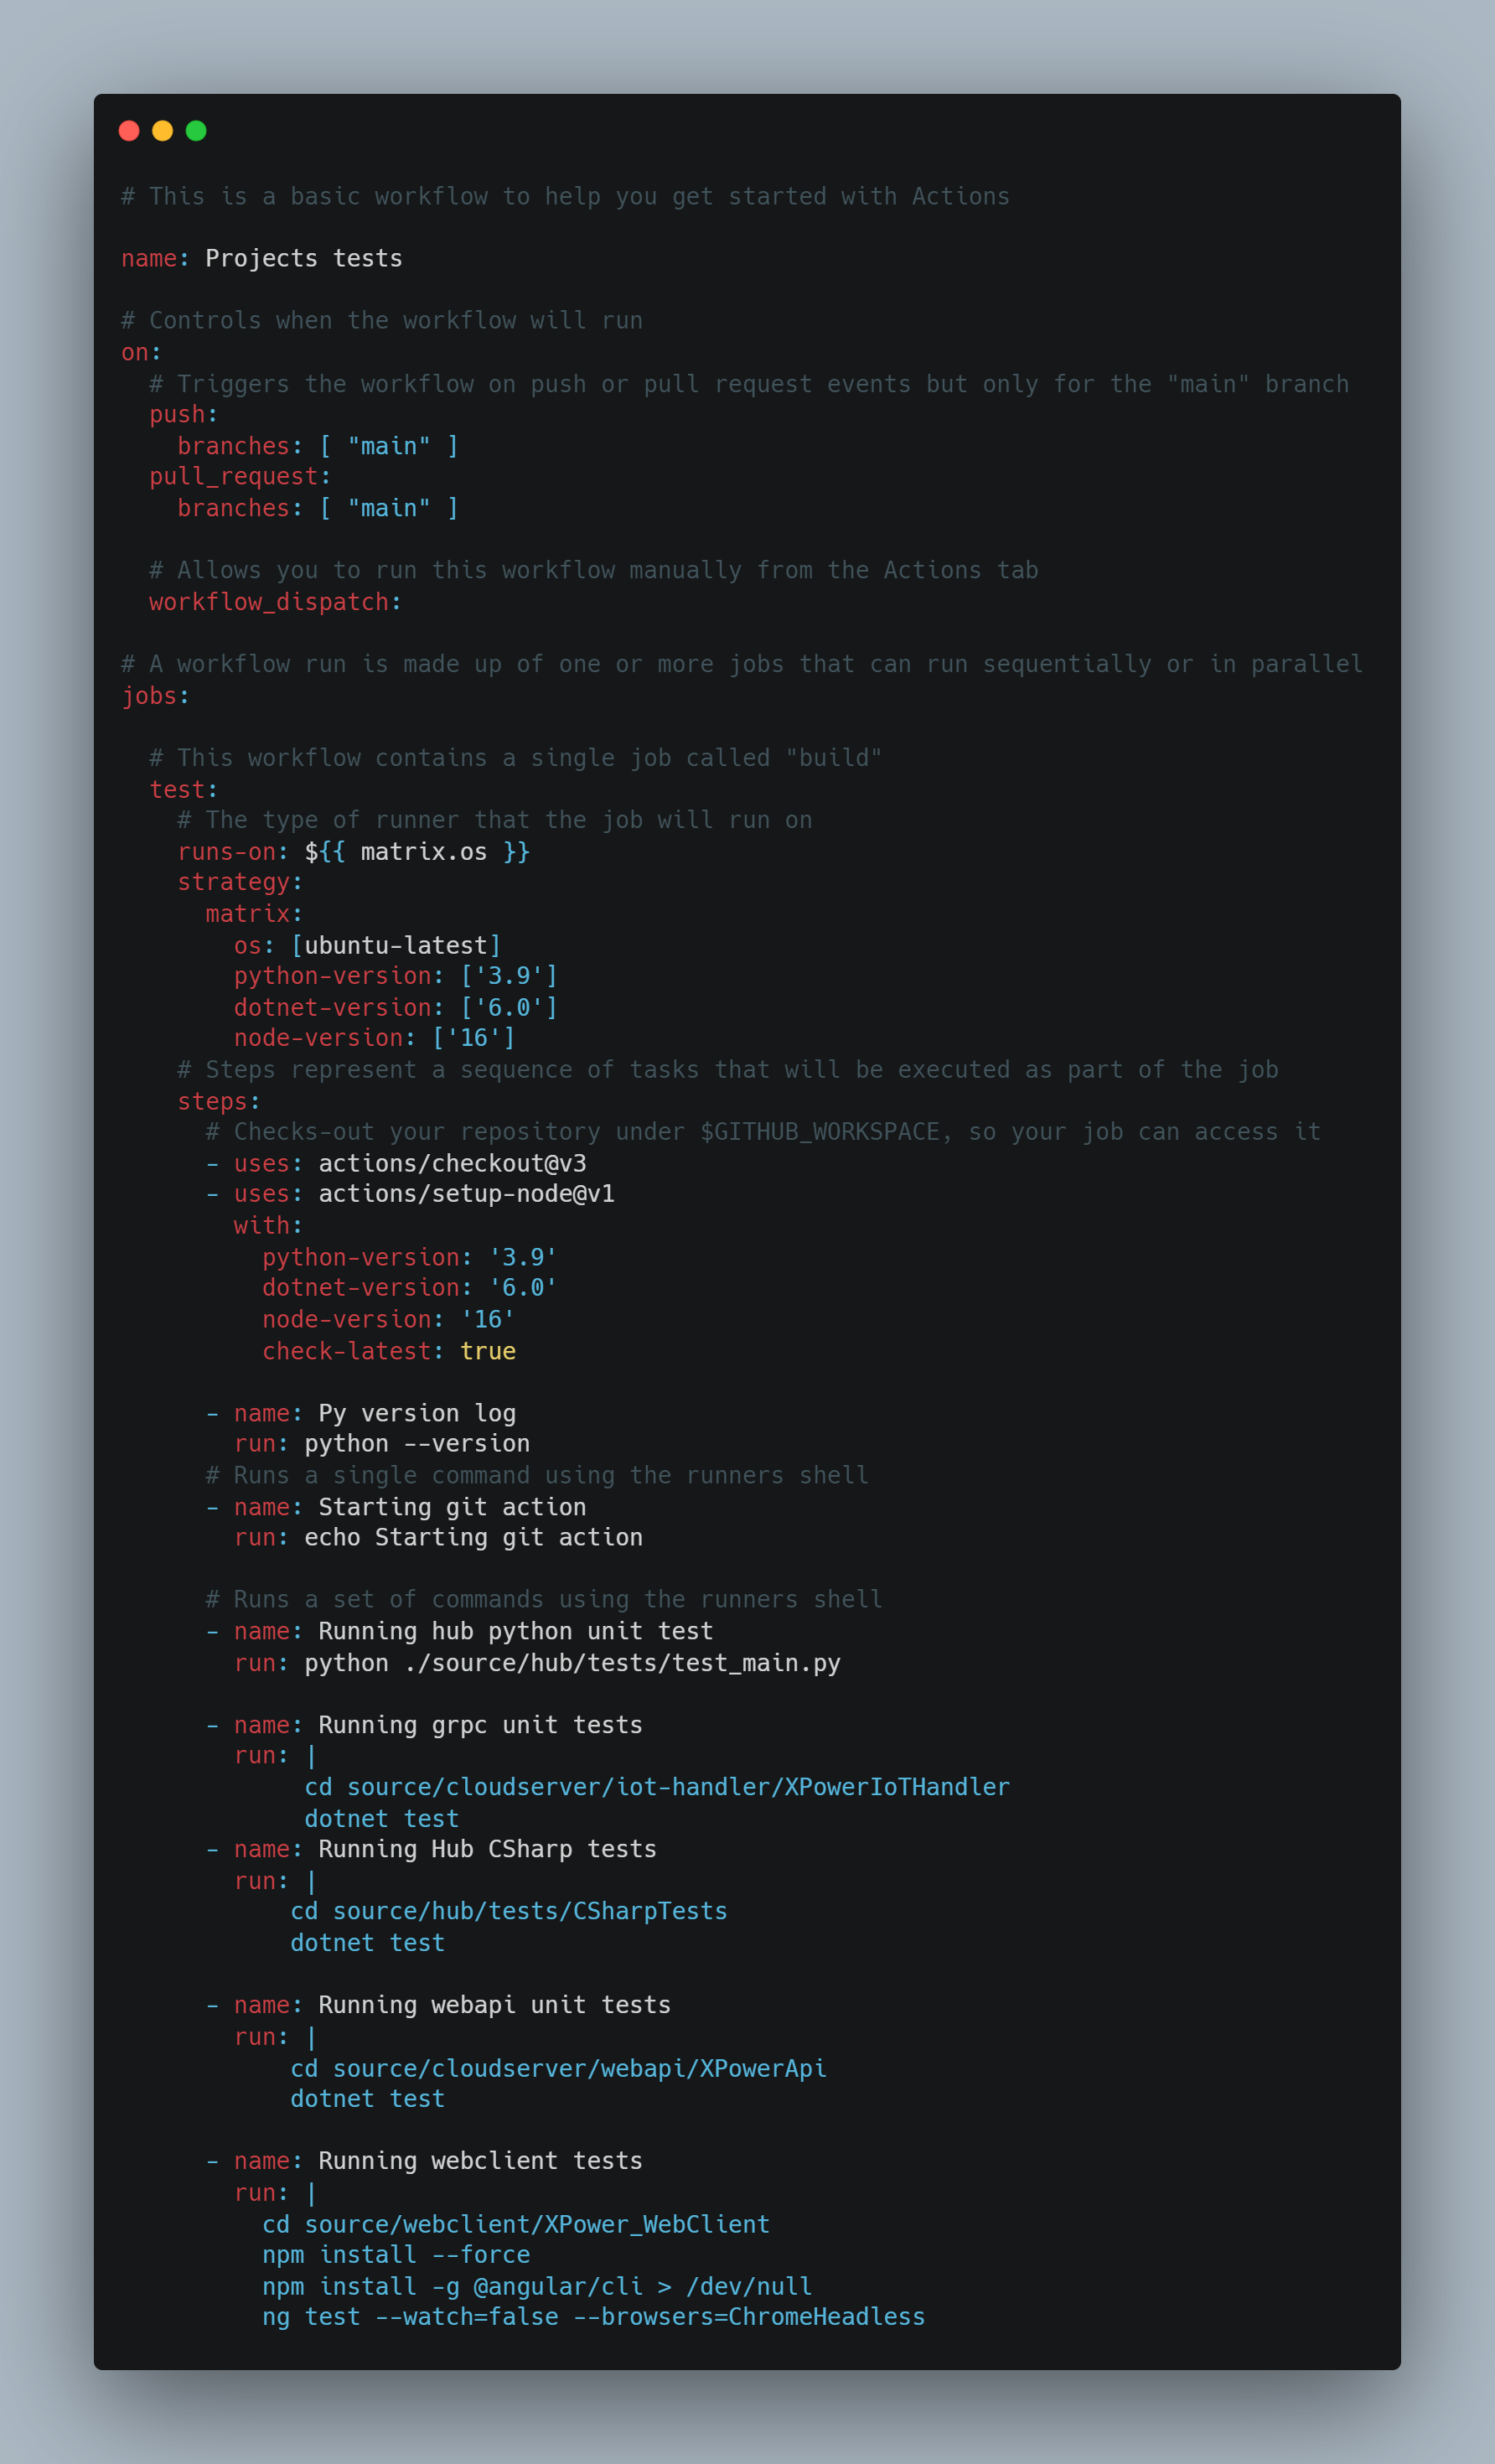 # This is a basic workflow to help you get started with Actions

name: Projects tests

# Controls when the workflow will run
on:
  # Triggers the workflow on push or pull request events but only for the "main" branch
  push:
    branches: [ "main" ]
  pull_request:
    branches: [ "main" ]

  # Allows you to run this workflow manually from the Actions tab
  workflow_dispatch:

# A workflow run is made up of one or more jobs that can run sequentially or in parallel
jobs:

  # This workflow contains a single job called "build"
  test:
    # The type of runner that the job will run on
    runs-on: ${{ matrix.os }}
    strategy:
      matrix:
        os: [ubuntu-latest]
        python-version: ['3.9']
        dotnet-version: ['6.0']
        node-version: ['16']
    # Steps represent a sequence of tasks that will be executed as part of the job
    steps:
      # Checks-out your repository under $GITHUB_WORKSPACE, so your job can access it
      - uses: actions/checkout@v3
      - uses: actions/setup-node@v1
        with:
          python-version: '3.9'
          dotnet-version: '6.0'
          node-version: '16'
          check-latest: true

      - name: Py version log
        run: python --version
      # Runs a single command using the runners shell
      - name: Starting git action
        run: echo Starting git action

      # Runs a set of commands using the runners shell
      - name: Running hub python unit test
        run: python ./source/hub/tests/test_main.py

      - name: Running grpc unit tests
        run: |
             cd source/cloudserver/iot-handler/XPowerIoTHandler
             dotnet test
      - name: Running Hub CSharp tests
        run: |
            cd source/hub/tests/CSharpTests
            dotnet test

      - name: Running webapi unit tests
        run: |
            cd source/cloudserver/webapi/XPowerApi
            dotnet test

      - name: Running webclient tests
        run: |
          cd source/webclient/XPower_WebClient
          npm install --force
          npm install -g @angular/cli > /dev/null
          ng test --watch=false --browsers=ChromeHeadless